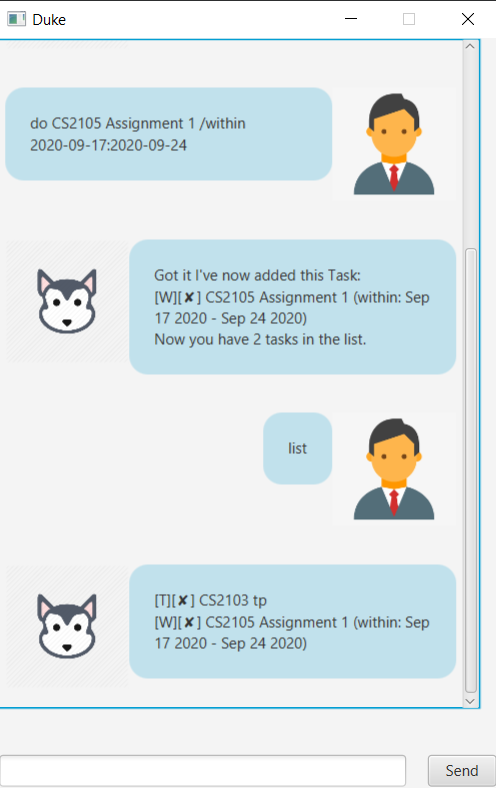 Duke
do CS2105 Assignment 1 /within
2020-09-17:2020-09-24
Got it I've now added this Task:
[W][✘] CS2105 Assignment 1 (within: Sep
17 2020 - Sep 24 2020)
Now you have 2 tasks in the list.
list
[T][✘] CS2103 tp
[W][✘] CS2105 Assignment 1 (within: Sep
17 2020 - Sep 24 2020)
Send